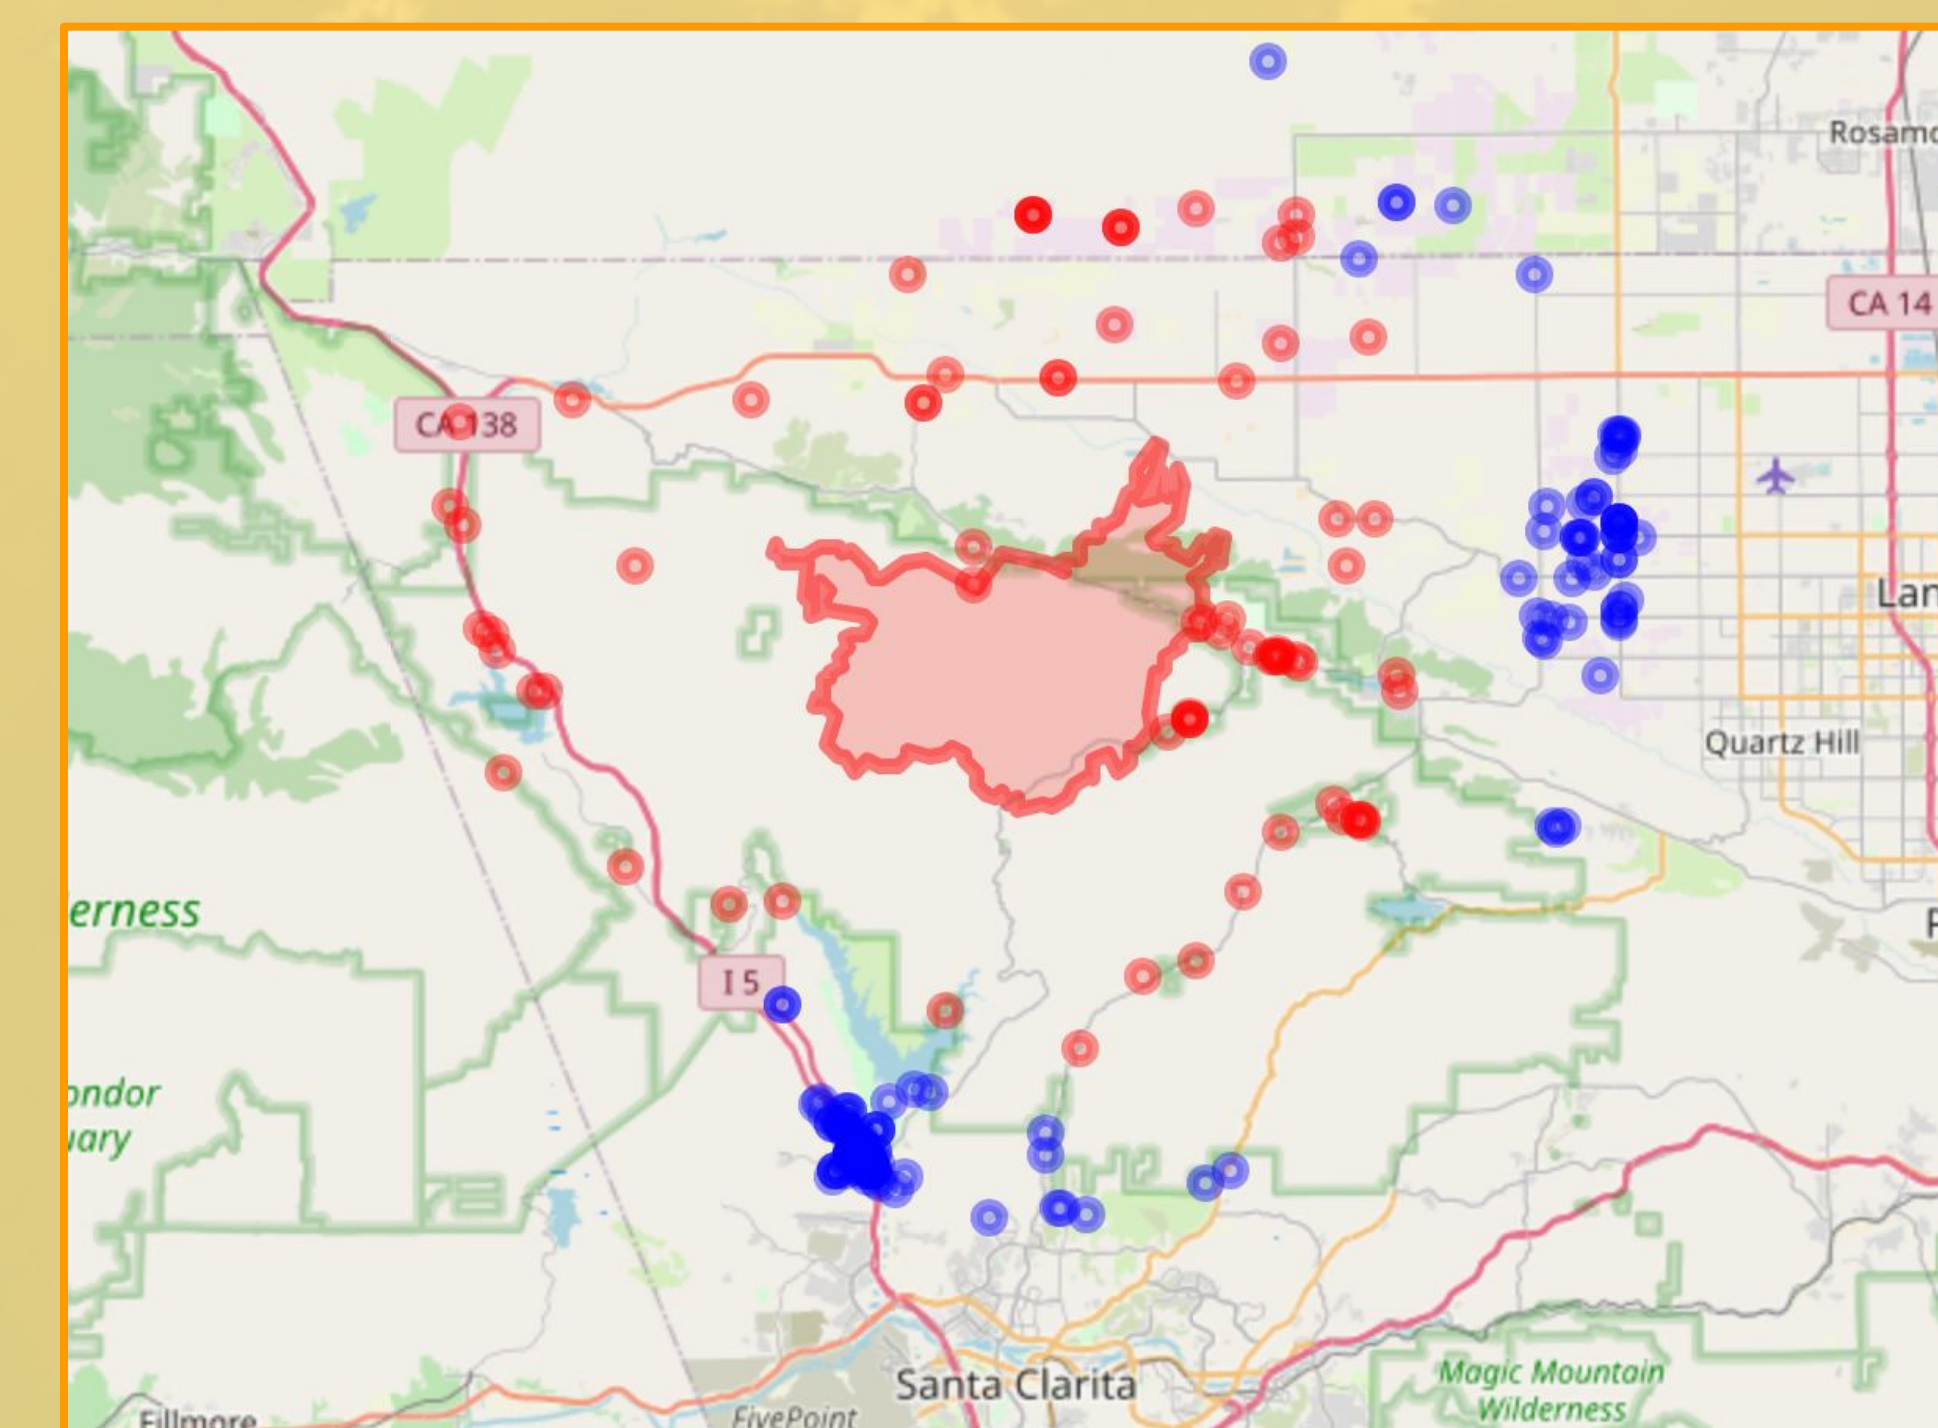 Rosamo
CA 14
CA 138
Lan
Quartz Hill
erness
P
I 5
ondor
uary
Santa Clarita
Magic Mountain
Wilderness
FivePoint
Fillmore